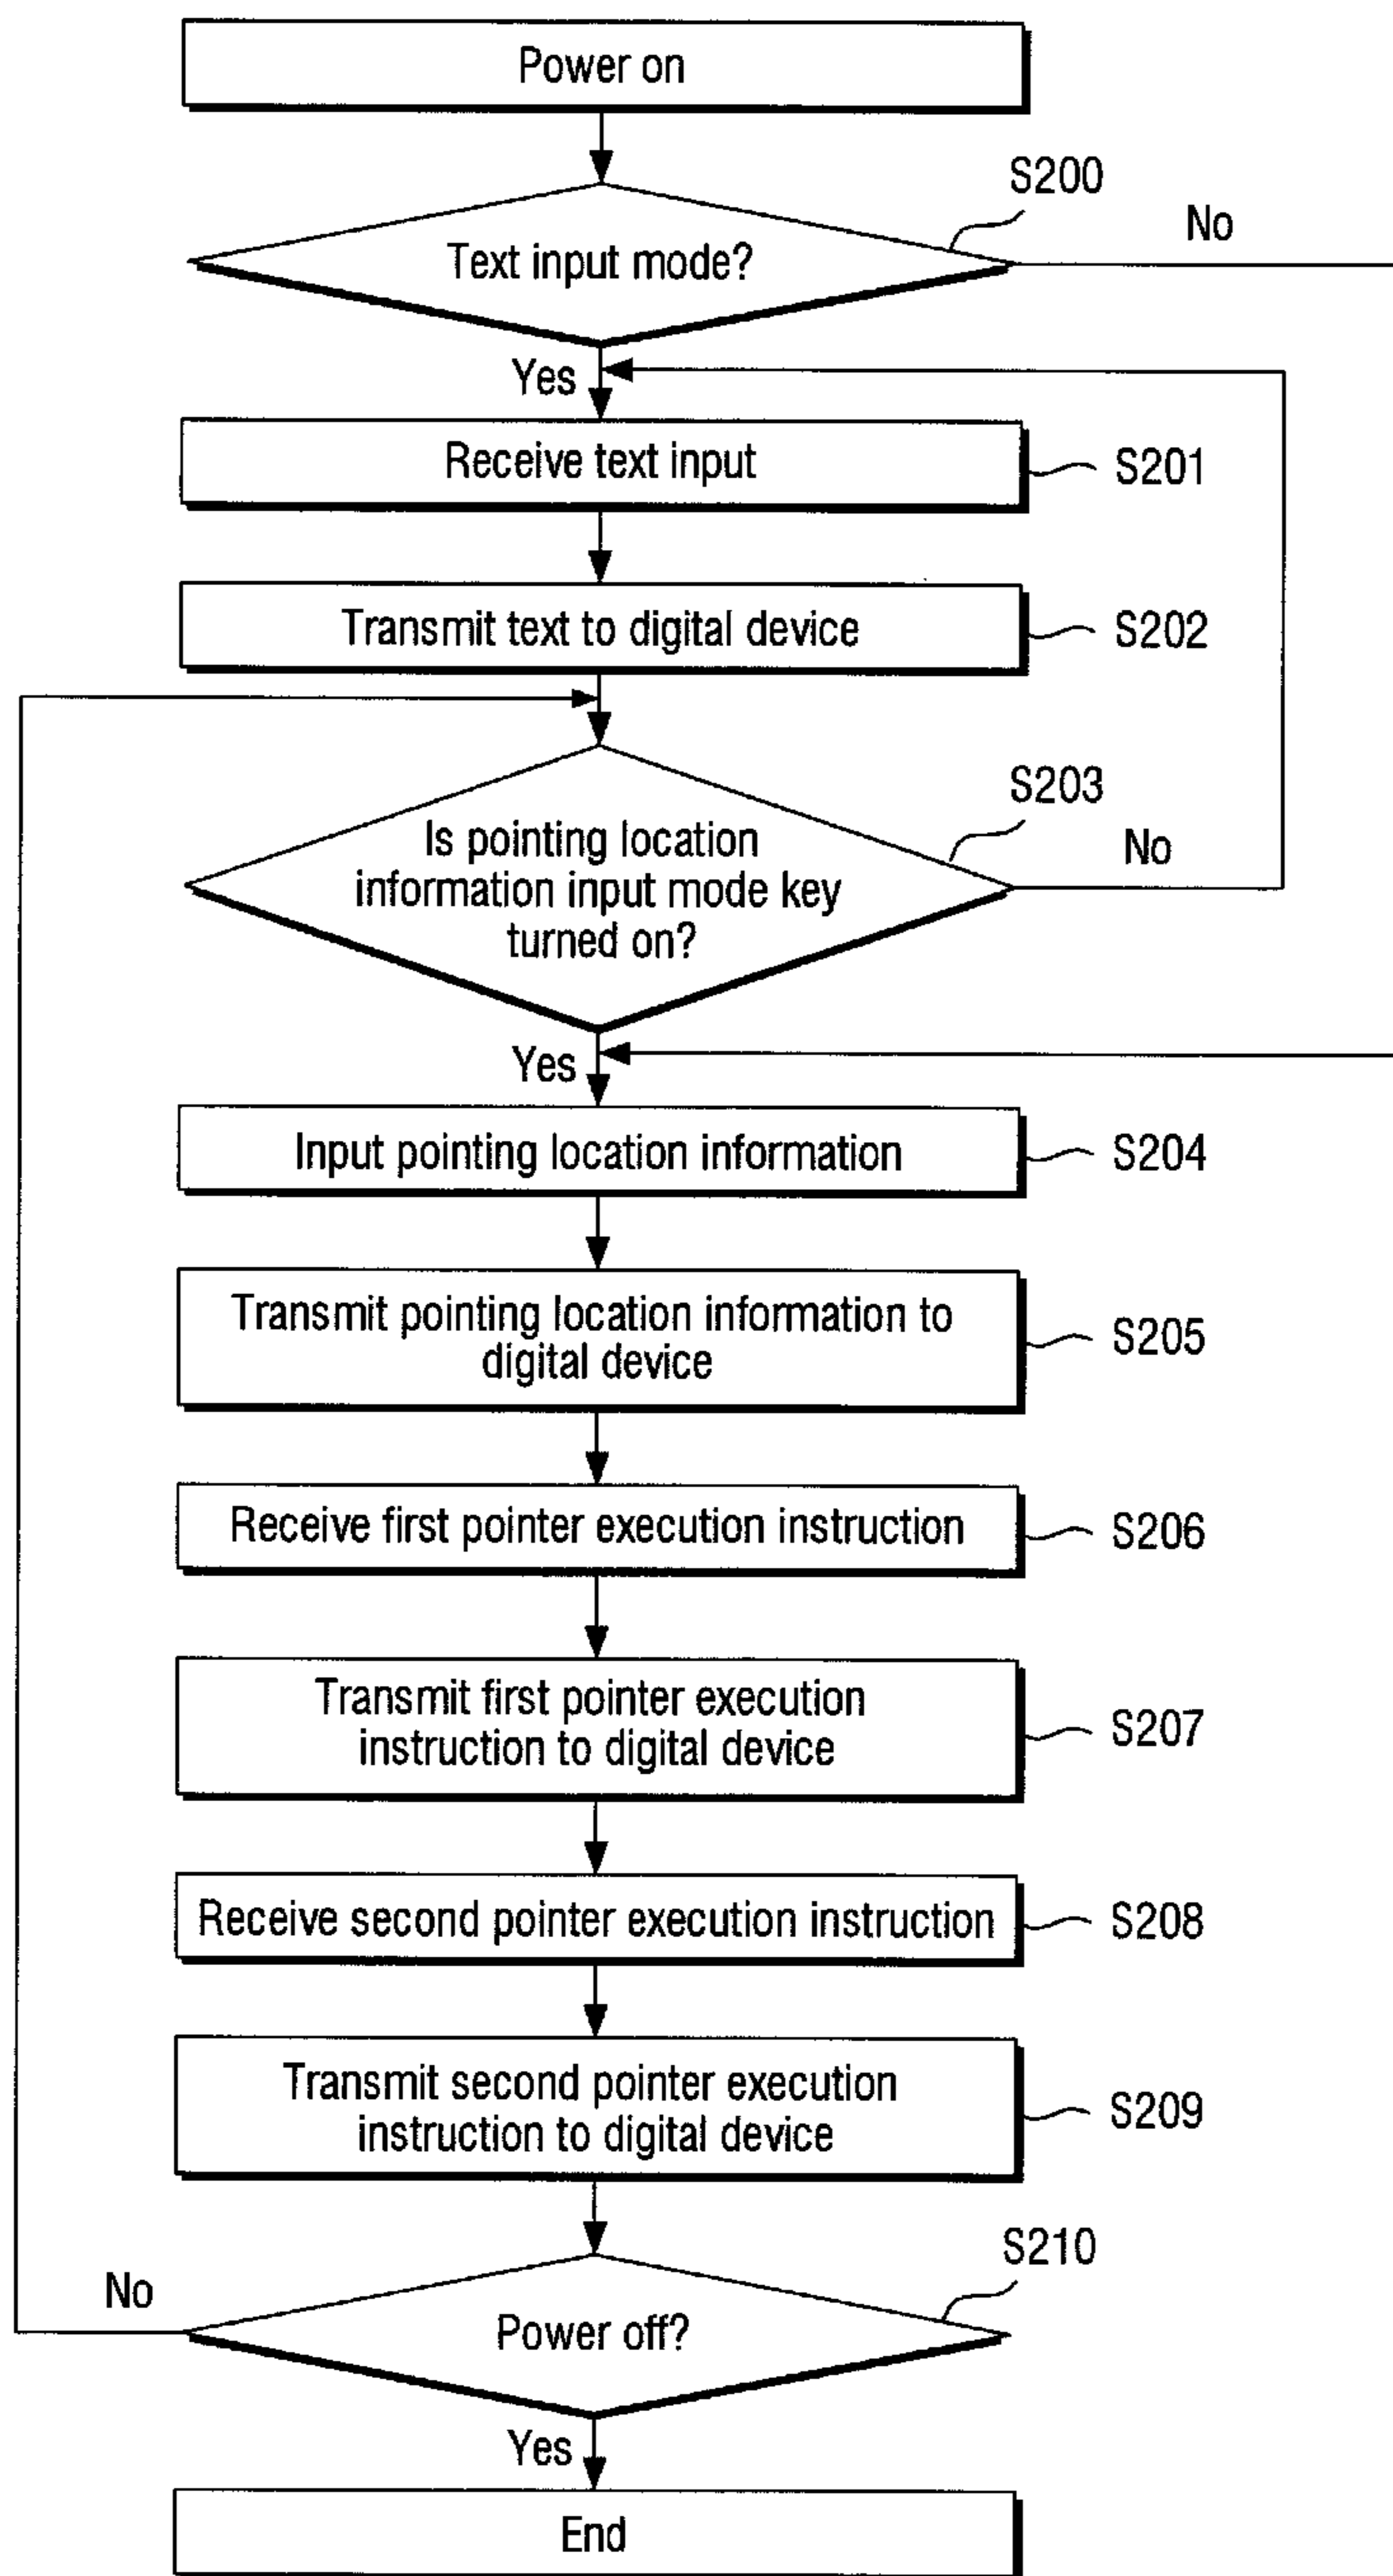 Power on
S200
No
Text input mode?
Yes
Receive text input
S201
Transmit text to digital device
S202
S203
Is pointing location
information input mode key
turned on?
No
Yes
Input pointing location information
S204
Transmit pointing location information to
digital device
S205
Receive first pointer execution instruction
S206
Transmit first pointer execution
instruction to digital device
S207
Receive second pointer execution instruction
S208
Transmit second pointer execution
instruction to digital device
S209
S210
No
Power off?
Yes
End